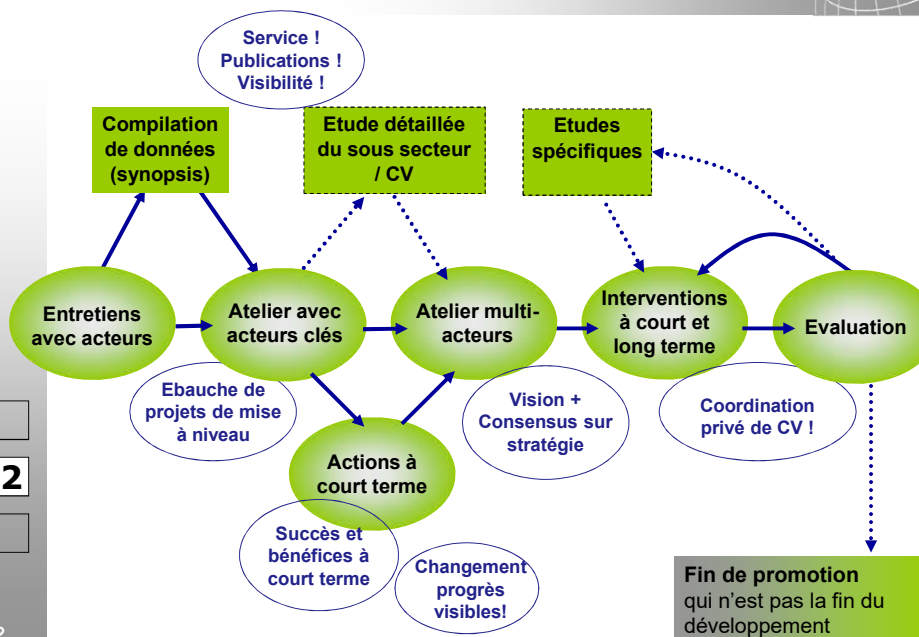 Service !
Publications !
Visibilité !
Compilation
de données
(synopsis)
Etude détaillée
du sous secteur
/ CV
Etudes
spécifiques
Entretiens
avec acteurs
Atelier avec
acteurs clés
Atelier multi-
acteurs
Interventions
à court et
long terme
Evaluation
Ebauche de
projets de mise
à niveau
Vision +
Consensus sur
stratégie
Coordination
privé de CV !
Actions à
court terme
2
Succès et
bénéfices à
court terme
Changement
progrès
visibles!
Fin de promotion
qui n'est pas la fin du
développement